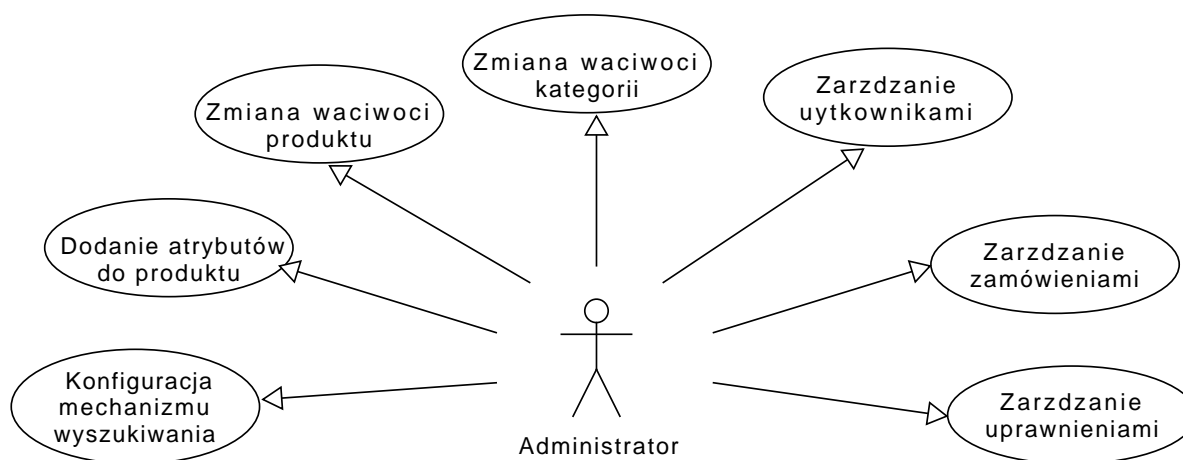 Zmiana waciwoci
kategorii
Zmiana waciwoci
produktu
Zarzdzanie
uytkownikami
Dodanie atrybutów
do produktu
Zarzdzanie
zamówieniami
Konfiguracja
mechanizmu
wyszukiwania
Zarzdzanie
uprawnieniami
Administrator